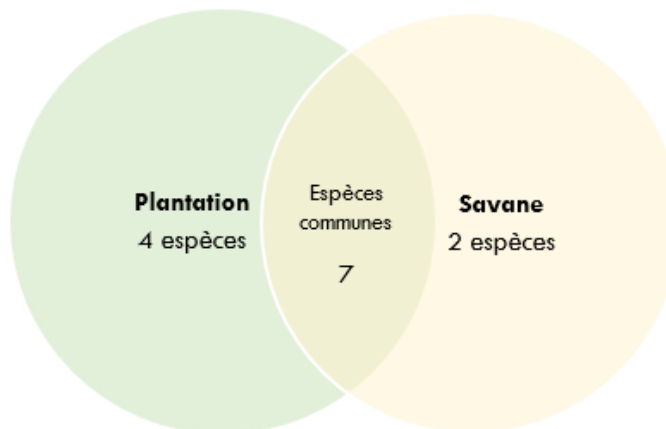 Plantation
4 espèces
Espèces
communes
7
Savane
2 espèces